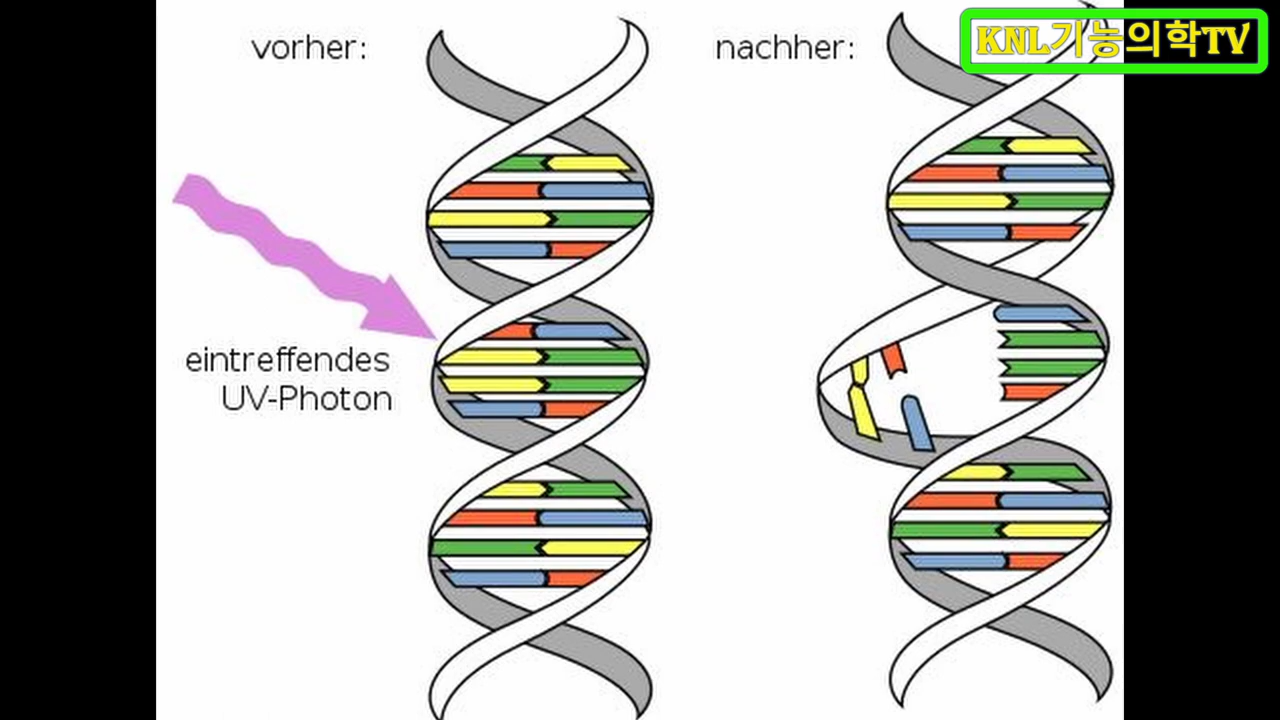 vorher:
nachher:
KNL기능의학TV
eintreffendes
UV-Photon